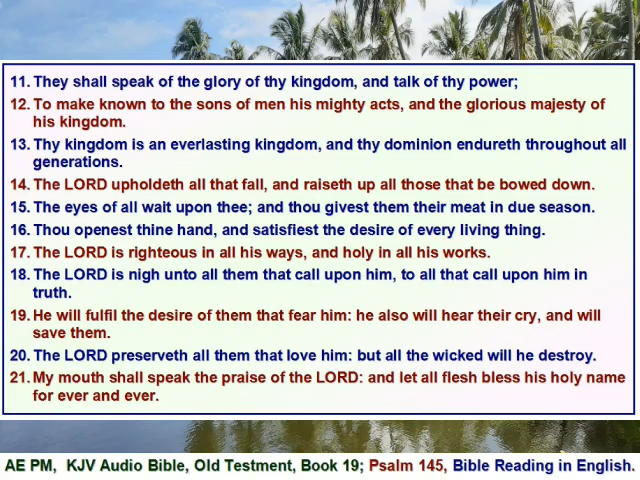 11. They shall speak of the glory of thy kingdom, and talk of thy power;
12. To make known to the sons of men his mighty acts, and the glorious majesty of
his kingdom.
13. Thy kingdom is an everlasting kingdom, and thy dominion endureth throughout all
generations.
14. The LORD upholdeth all that fall, and raiseth up all those that be bowed down.
15. The eyes of all wait upon thee; and thou givest them their meat in due season.
16. Thou openest thine hand, and satisfiest the desire of every living thing.
17. The LORD is righteous in all his ways, and holy in all his works.
18. The LORD is nigh unto all them that call upon him, to all that call upon him in
truth.
19. He will fulfil the desire of them that fear him: he also will hear their cry, and will
save them.
20. The LORD preserveth all them that love him: but all the wicked will he destroy.
21. My mouth shall speak the praise of the LORD: and let all flesh bless his holy name
for ever and ever.
AE PM, KJV Audio Bible, Old Testment, Book 19; Psalm 145, Bible Reading in English.